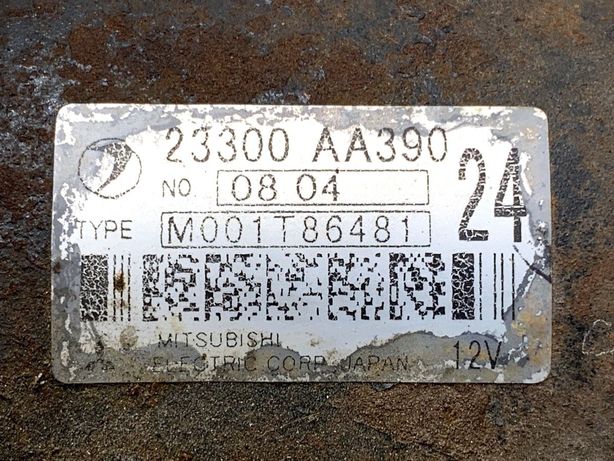 23300 AA390
NO 08 04
24
TYPE M001T86481
MITSUBISHI
ELECTRIC CORP. JAPAN 12V